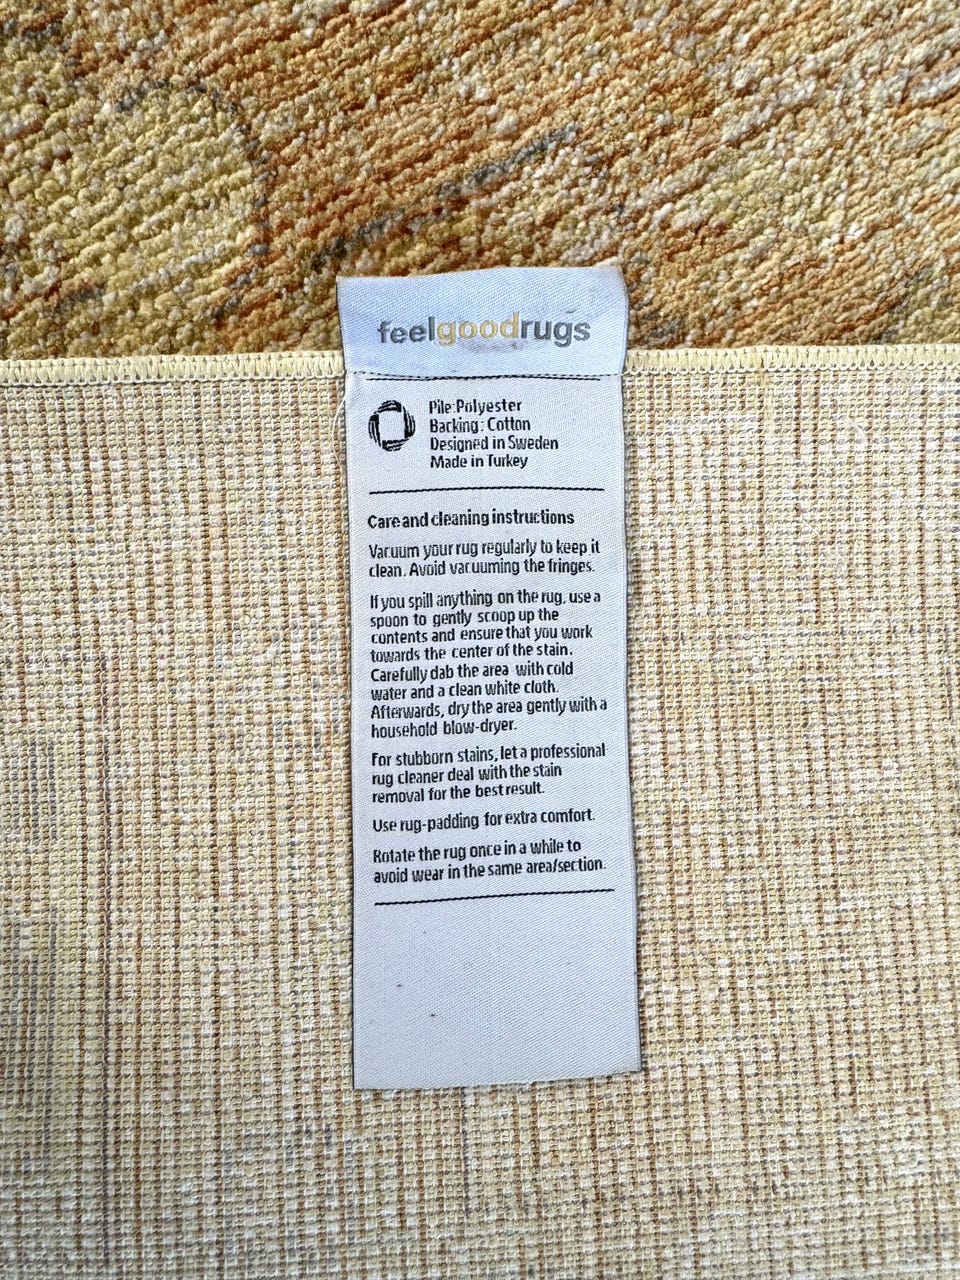 feelgoodrugs
Pile:Polyester
Backing: Cotton
Designed in Sweden
Made in Turkey
Care and cleaning instructions
Vacuum your rug regularly to keep it
clean. Avoid vacuuming the fringes.
If you spill anything on the rug, use a
spoon to gently scoop up the
contents and ensure that you work
towards the center of the stain.
Carefully dab the area with cold
water and a clean white cloth.
Afterwards, dry the area gently with a
household blow-dryer.
For stubborn stains, let a professional
rug cleaner deal with the stain
removal for the best result.
Use rug-padding for extra comfort.
Rotate the rug once in a while to
avoid wear in the same area/section.